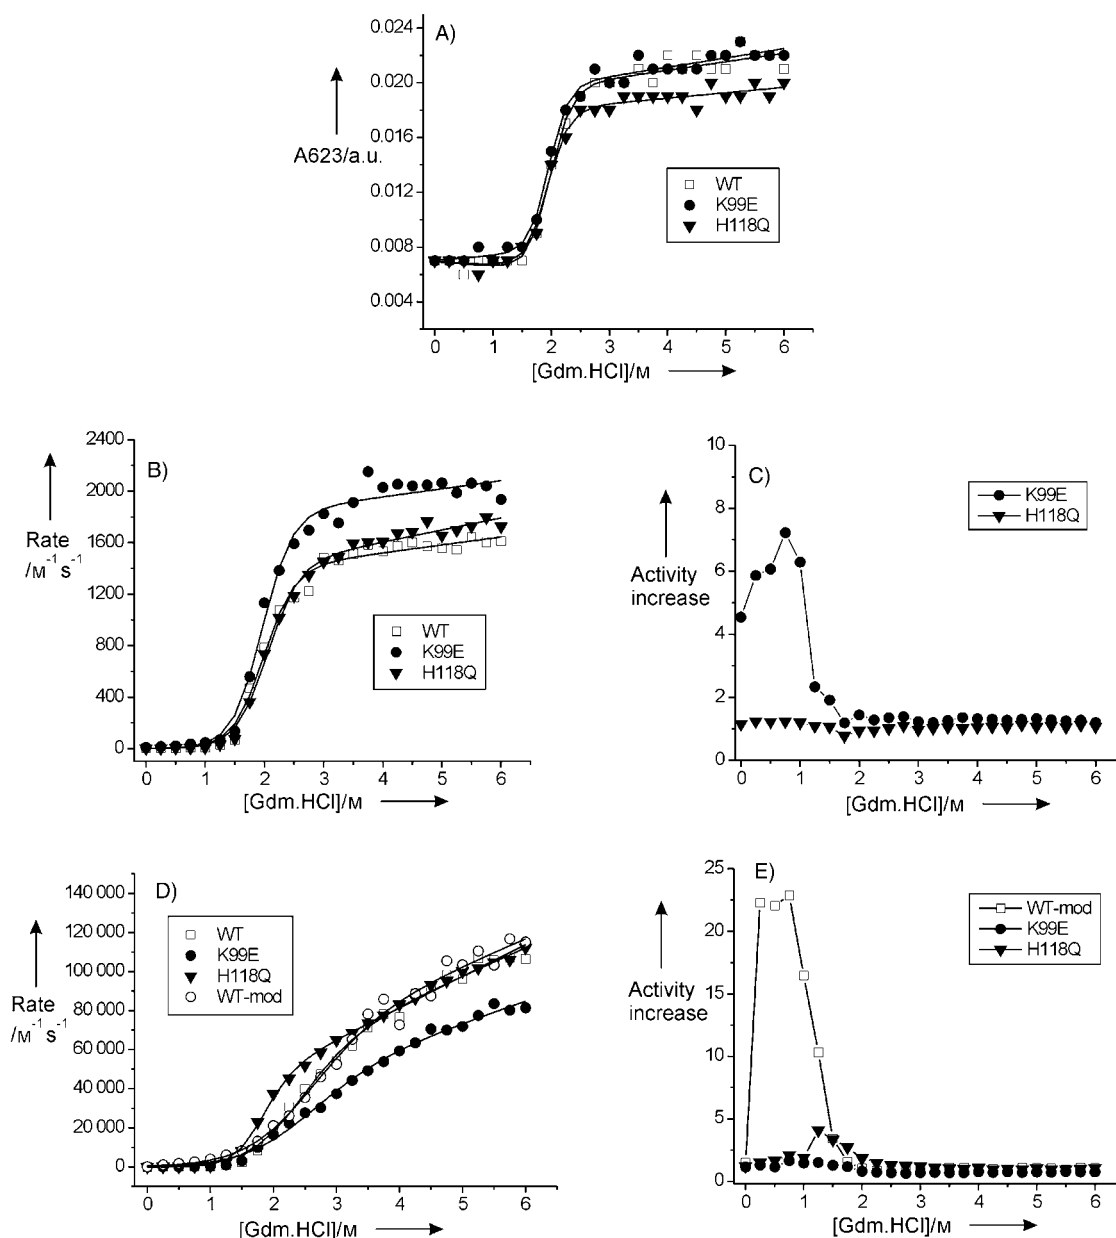 A)
0.024
0.020
0.016
0.012
0.008
0.004
A623/a.u.
WT
K99E
H118Q
0 1 2 3 4 5 6
[Gdm.HCl]/M
B)
2400
2000
1600
1200
800
400
0
Rate
/M⁻¹ s⁻¹
WT
K99E
H118Q
0 1 2 3 4 5 6
[Gdm.HCl]/M
C)
10
8
6
4
2
0
Activity
increase
K99E
H118Q
0 1 2 3 4 5 6
[Gdm.HCl]/M
D)
140 000
120 000
100 000
80 000
60 000
40 000
20 000
0
Rate
/M⁻¹ s⁻¹
WT
K99E
H118Q
WT-mod
0 1 2 3 4 5 6
[Gdm.HCl]/M
E)
25
20
15
10
5
0
Activity
increase
WT-mod
K99E
H118Q
0 1 2 3 4 5 6
[Gdm.HCl]/M